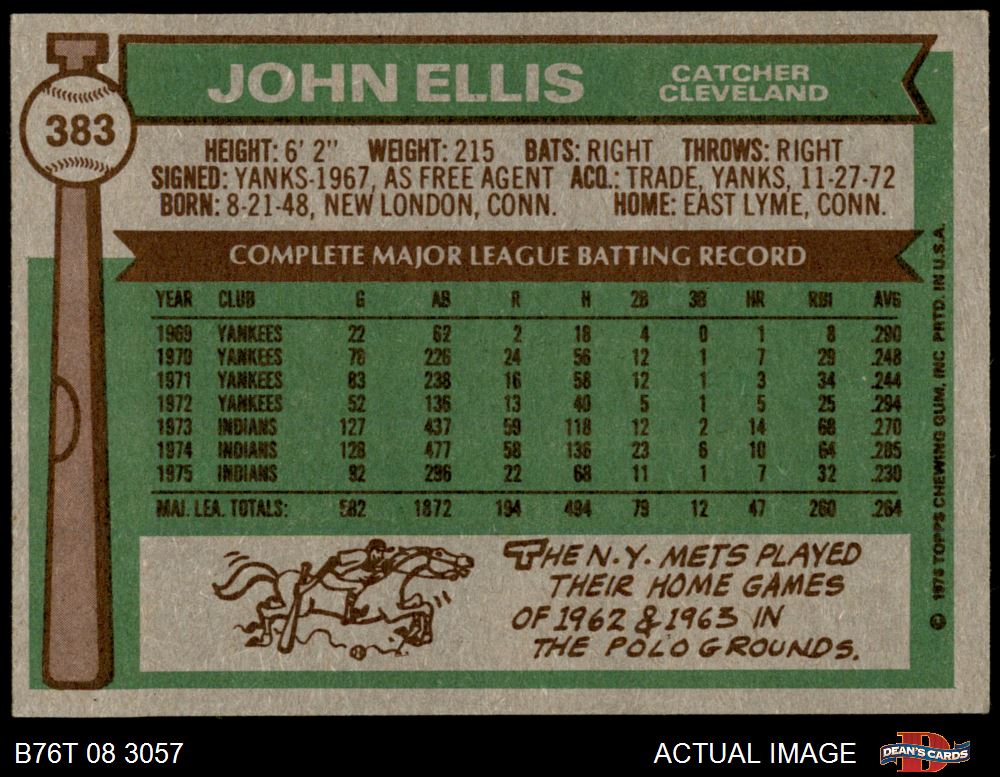 383
JOHN ELLIS
CATCHER
CLEVELAND
HEIGHT: 6' 2" WEIGHT: 215 BATS: RIGHT THROWS: RIGHT
SIGNED: YANKS-1967, AS FREE AGENT ACQ.: TRADE, YANKS, 11-27-72
BORN: 8-21-48, NEW LONDON, CONN. HOME: EAST LYME, CONN.
COMPLETE MAJOR LEAGUE BATTING RECORD
YEAR CLUB G AB R H 2B 3B HR RBI AVG
1969 YANKEES 22 62 2 18 4 0 1 8 .290
1970 YANKEES 78 226 24 56 12 1 7 29 .248
1971 YANKEES 83 238 16 58 12 1 3 34 .244
1972 YANKEES 52 136 13 40 5 1 5 25 .294
1973 INDIANS 127 437 59 118 12 2 14 68 .270
1974 INDIANS 128 477 58 136 23 6 10 64 .285
1975 INDIANS 92 296 22 68 11 1 7 32 .230
MAJ. LEA. TOTALS: 582 1872 194 494 79 12 47 260 .264
THE N.Y. METS PLAYED
THEIR HOME GAMES
OF 1962 & 1963 IN
THE POLO GROUNDS.
© 1976 TOPPS CHEWING GUM, INC PRTD. IN U.S.A.
B76T 08 3057
ACTUAL IMAGE
DEAN'S CARDS